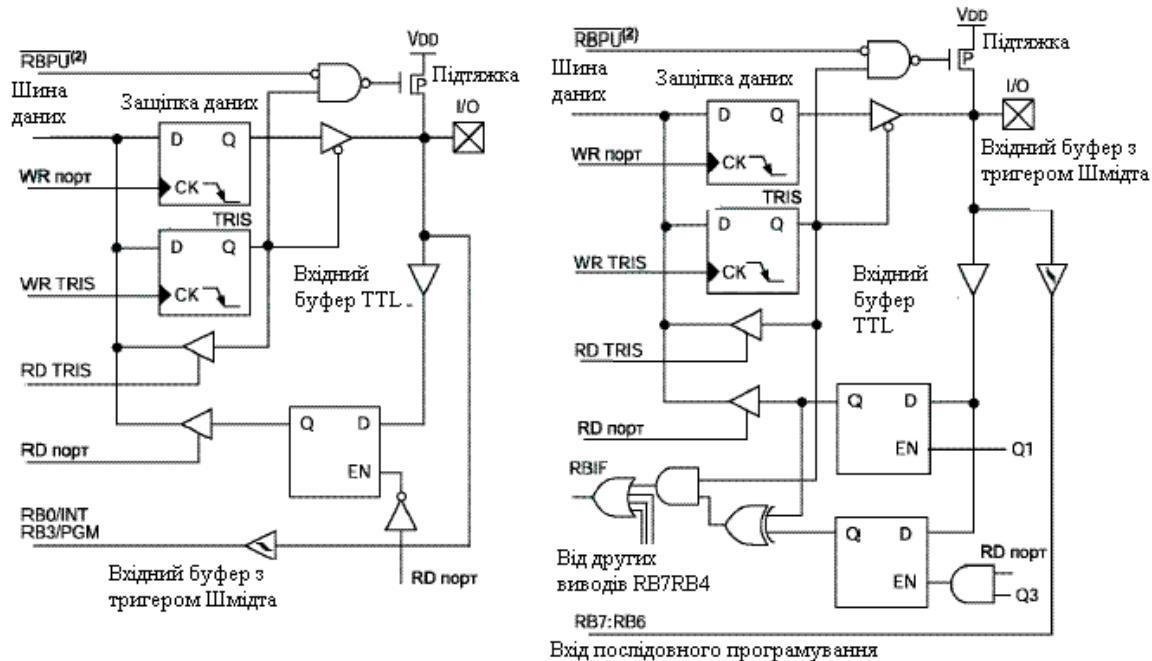 RBPU(2)
VDD
Підтяжка
Шина
даних
Защіпка даних
I/O
D Q
WR порт
CK
TRIS
D Q
WR TRIS
CK
Вхідний
буфер TTL
RD TRIS
Q D
RD порт
EN
RB0/INT
RB3/PGM
Вхідний буфер з
тригером Шмідта
RD порт
RBPU(2)
VDD
Підтяжка
Шина
даних
Защіпка даних
I/O
D Q
Вхідний буфер з
тригером Шмідта
WR порт
CK
TRIS
D Q
WR TRIS
CK
Вхідний
буфер
TTL
RD TRIS
Q D
RD порт
EN
Q1
RBIF
Q D
Від других
виводів RB7RB4
RD порт
EN
Q3
RB7:RB6
Вхід послідовного програмування